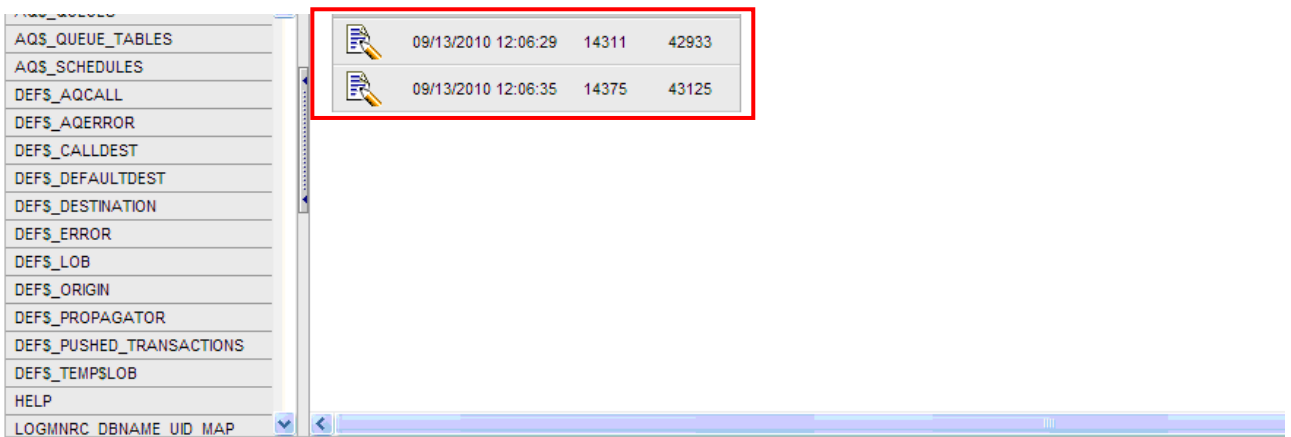 AQ$_QUEUES
AQ$_QUEUE_TABLES
AQ$_SCHEDULES
DEF$_AQCALL
DEF$_AQERROR
DEF$_CALLDEST
DEF$_DEFAULTDEST
DEF$_DESTINATION
DEF$_ERROR
DEF$_LOB
DEF$_ORIGIN
DEF$_PROPAGATOR
DEF$_PUSHED_TRANSACTIONS
DEF$_TEMP$LOB
HELP
LOGMNRC_DBNAME_UID_MAP
09/13/2010 12:06:29 14311 42933
09/13/2010 12:06:35 14375 43125